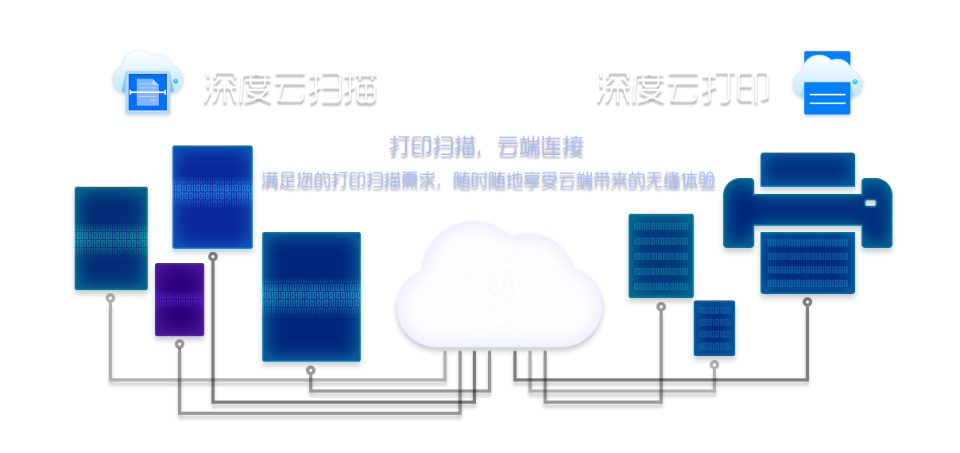 深度云扫描
深度云打印
打印扫描，云端连接
满足您的打印扫描需求，随时随地享受云端带来的无缝体验